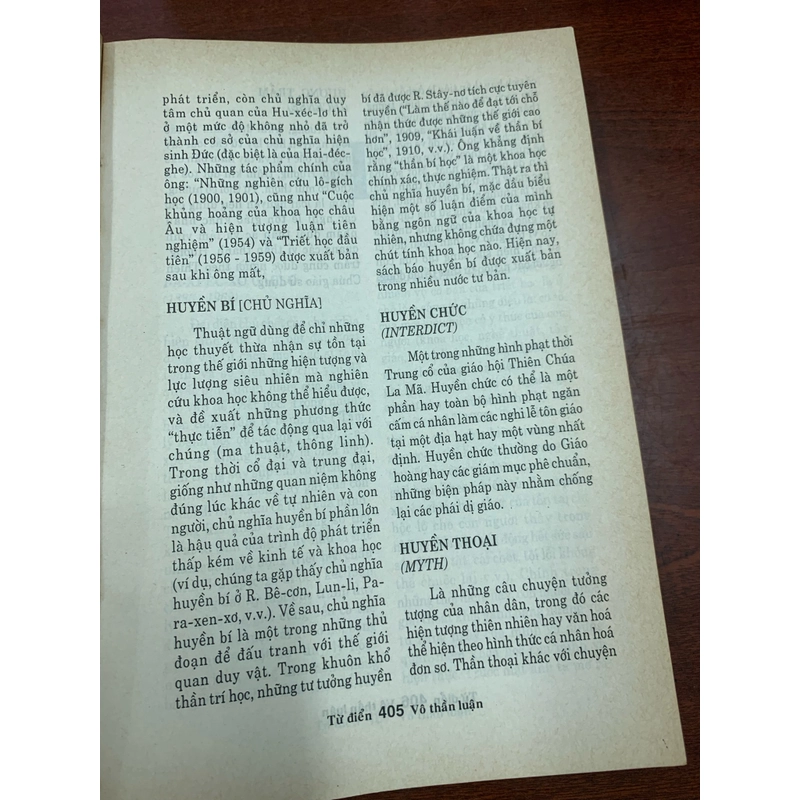 phát triển, còn chủ nghĩa duy
tâm chủ quan của Hu-xéc-lơ thì
ở một mức độ không nhỏ đã trở
thành cơ sở của chủ nghĩa hiện
sinh Đức (đặc biệt là của Hai-đéc-
ghe). Những tác phẩm chính của
ông: “Những nghiên cứu lô-gích
học (1900, 1901), cũng như “Cuộc
khủng hoảng của khoa học châu
Âu và hiện tượng luận tiên
nghiệm” (1954) và “Triết học đầu
tiên” (1956 - 1959) được xuất bản
sau khi ông mất,
HUYỀN BÍ [CHỦ NGHĨA]
Thuật ngữ dùng để chỉ những
học thuyết thừa nhận sự tồn tại
trong thế giới những hiện tượng và
lực lượng siêu nhiên mà nghiên
cứu khoa học không thể hiểu được,
và đề xuất những phương thức
“thực tiễn” để tác động qua lại với
chúng (ma thuật, thông linh).
Trong thời cổ đại và trung đại,
giống như những quan niệm không
đúng lúc khác về tự nhiên và con
người, chủ nghĩa huyền bí phần lớn
là hậu quả của trình độ phát triển
thấp kém về kinh tế và khoa học
(ví dụ, chúng ta gặp thấy chủ nghĩa
huyền bí ở R. Bê-cơn, Lun-li, Pa-
ra-xen-xơ, v.v.). Về sau, chủ nghĩa
huyền bí là một trong những thủ
đoạn để đấu tranh với thế giới
quan duy vật. Trong khuôn khổ
thần trí học, những tư tưởng huyền
bí đã được R. Stây-nơ tích cực tuyên
truyền (“Làm thế nào để đạt tới chỗ
nhận thức được những thế giới cao
hơn”, 1909, “Khái luận về thần bí
học”, 1910, v.v.). Ông khẳng định
rằng “thần bí học” là một khoa học
chính xác, thực nghiệm. Thật ra thì
chủ nghĩa huyền bí, mặc dầu biểu
hiện một số luận điểm của mình
bằng ngôn ngữ của khoa học tự
nhiên, nhưng không chứa đựng một
chút tính khoa học nào. Hiện nay,
sách báo huyền bí được xuất bản
trong nhiều nước tư bản.
HUYỀN CHỨC
(INTERDICT)
Một trong những hình phạt thời
Trung cổ của giáo hội Thiên Chúa
La Mã. Huyền chức có thể là một
phần hay toàn bộ hình phạt ngăn
cấm cá nhân làm các nghi lễ tôn giáo
tại một địa hạt hay một vùng nhất
định. Huyền chức thường do Giáo
hoàng hay các giám mục phê chuẩn,
những biện pháp này nhằm chống
lại các phái dị giáo.
HUYỀN THOẠI
(MYTH)
Là những câu chuyện tưởng
tượng của nhân dân, trong đó các
hiện tượng thiên nhiên hay văn hoá
thể hiện theo hình thức cá nhân hoá
đơn sơ. Thần thoại khác với chuyện
Từ điển 405 Vô thần luận